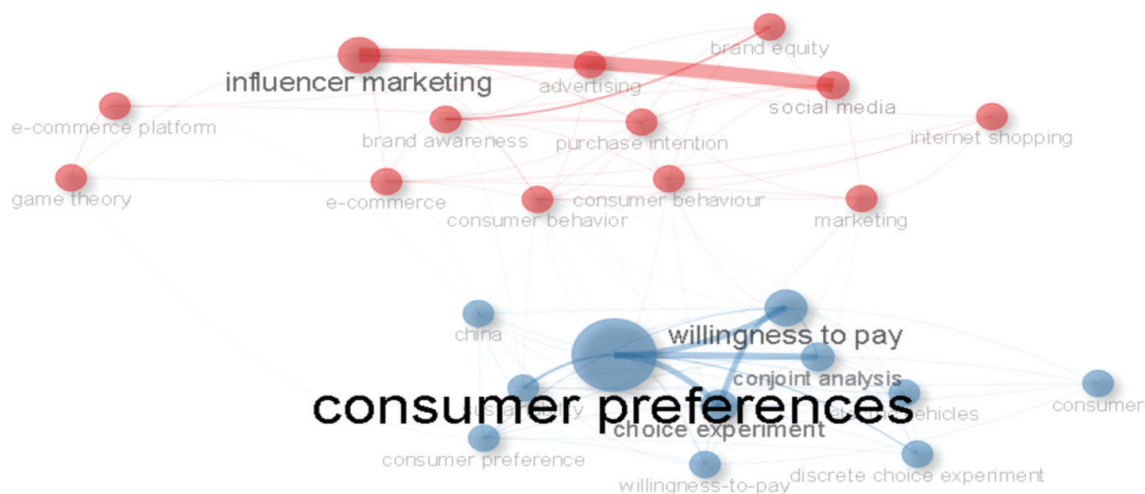 brand equity
influencer marketing
advertising
social media
e-commerce platform
brand awareness
purchase intention
internet shopping
game theory
e-commerce
consumer behavior
consumer behaviour
marketing
china
willingness to pay
conjoint analysis
consumer
consumer preferences
choice experiment
consumer preference
discrete choice experiment
willingness-to-pay